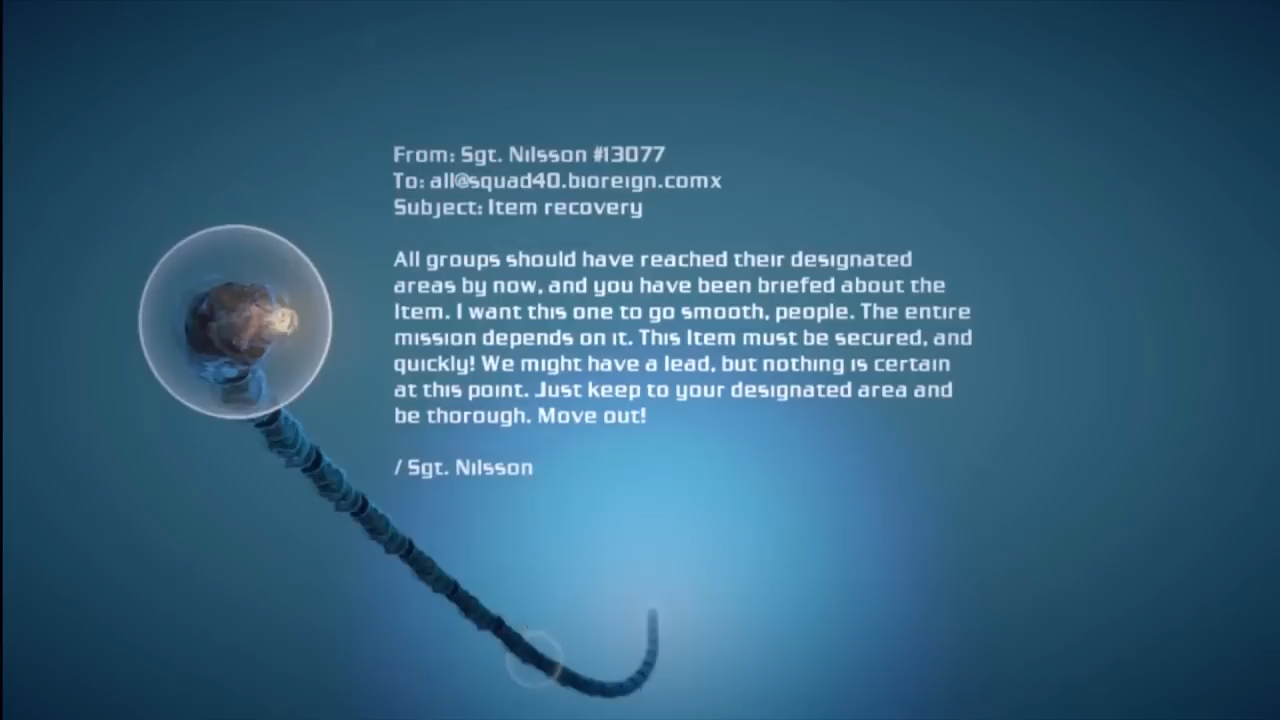 From: Sgt. Nilsson #13077
To: all@squad40.bioreign.comx
Subject: Item recovery
All groups should have reached their designated
areas by now, and you have been briefed about the
Item. I want this one to go smooth, people. The entire
mission depends on it. This Item must be secured, and
quickly! We might have a lead, but nothing is certain
at this point. Just keep to your designated area and
be thorough. Move out!
/ Sgt. Nilsson